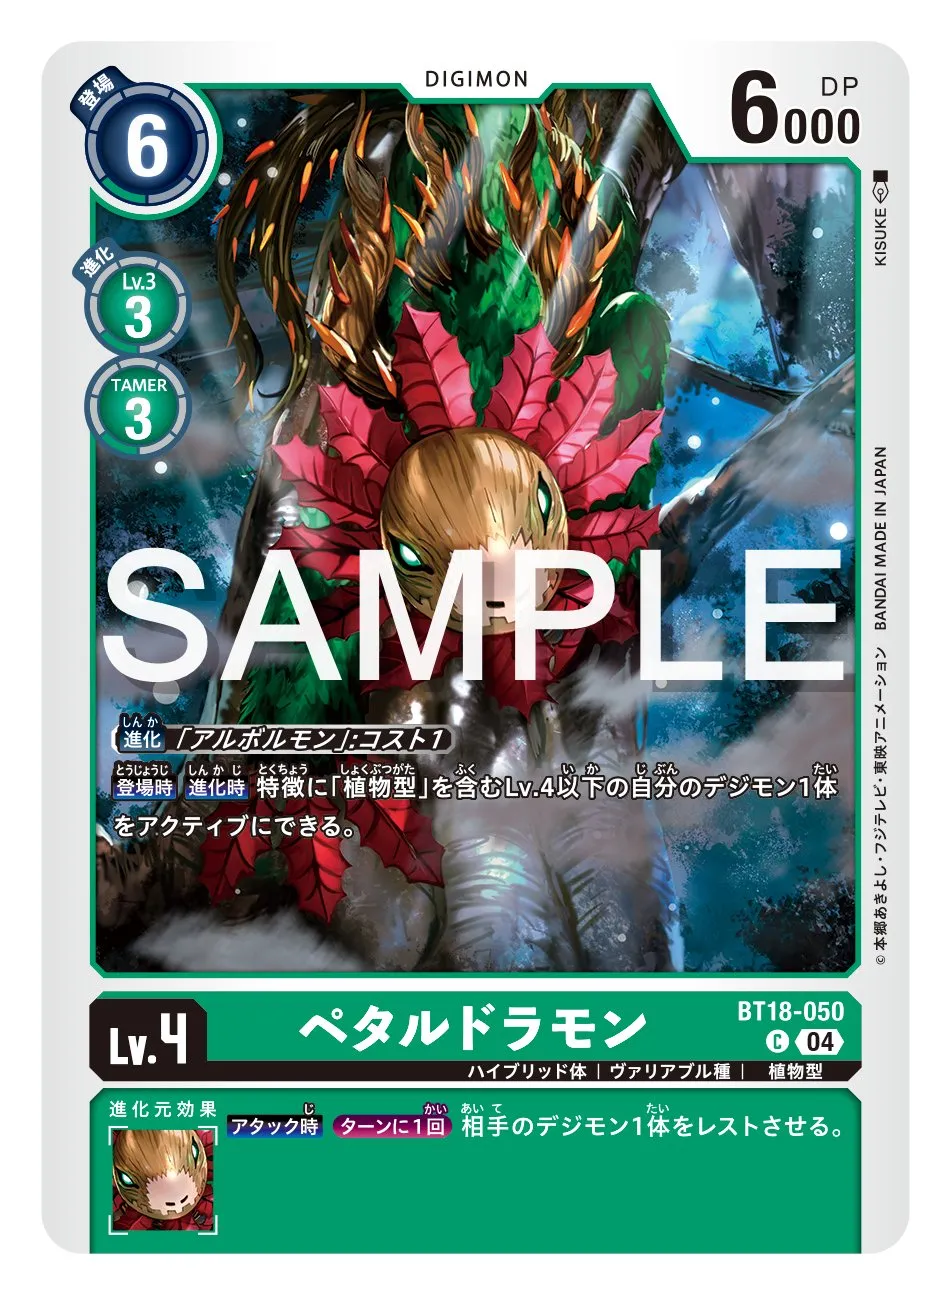 DIGIMON
登場
6
DP
6000
進化
Lv.3
3
TAMER
3
KISUKE
BANDAI MADE IN JAPAN
©本郷あきよし・フジテレビ・東映アニメーション
SAMPLE
進化 「アルボルモン」:コスト1
登場時 進化時 特徴に「植物型」を含むLv.4以下の自分のデジモン1体
をアクティブにできる。
Lv.4
ペタルドラモン
BT18-050
C 04
ハイブリッド体 | ヴァリアブル種 | 植物型
進化元効果
アタック時 ターンに1回 相手のデジモン1体をレストさせる。